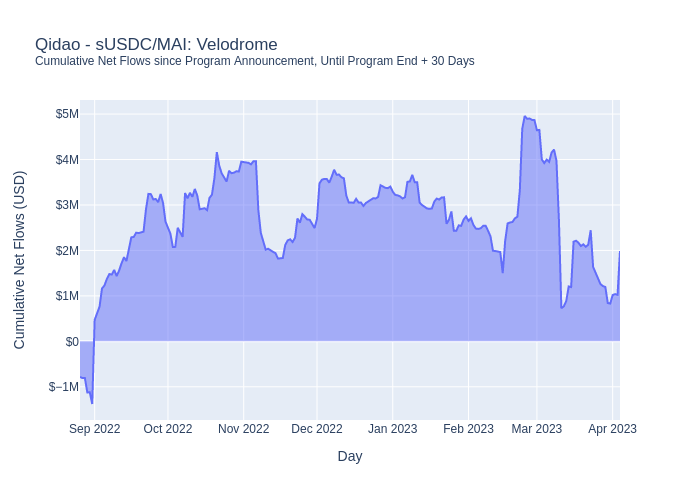 Qidao - sUSDC/MAI: Velodrome
Cumulative Net Flows since Program Announcement, Until Program End + 30 Days
Cumulative Net Flows (USD)
$5M
$4M
$3M
$2M
$1M
$0
$−1M
Sep 2022 Oct 2022 Nov 2022 Dec 2022 Jan 2023 Feb 2023 Mar 2023 Apr 2023
Day